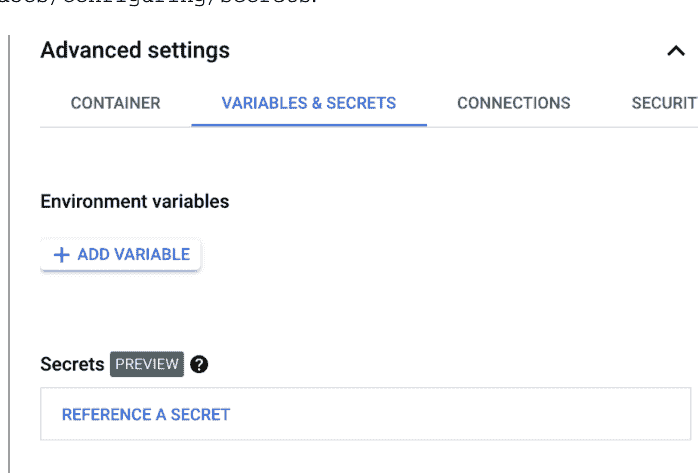 Advanced settings
CONTAINER VARIABLES & SECRETS CONNECTIONS SECURIT
Environment variables
+ ADD VARIABLE
Secrets PREVIEW ?
REFERENCE A SECRET